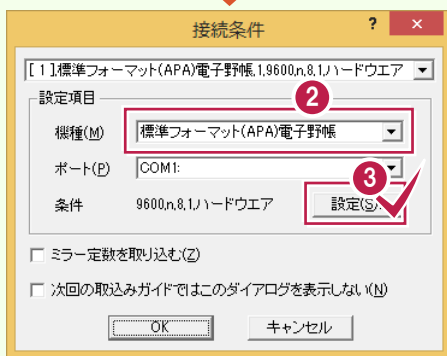 接続条件 ? ×
[ 1 ]標準フォーマット(APA)電子野帳,1,9600,n,8,1,ハードウエア
設定項目
2
機種(M) 標準フォーマット(APA)電子野帳
ポート(P) COM1:
3
条件 9600,n,8,1,ハードウエア 設定(S)
ミラー定数を取り込む(Z)
次回の取込みガイドではこのダイアログを表示しない(N)
OK キャンセル